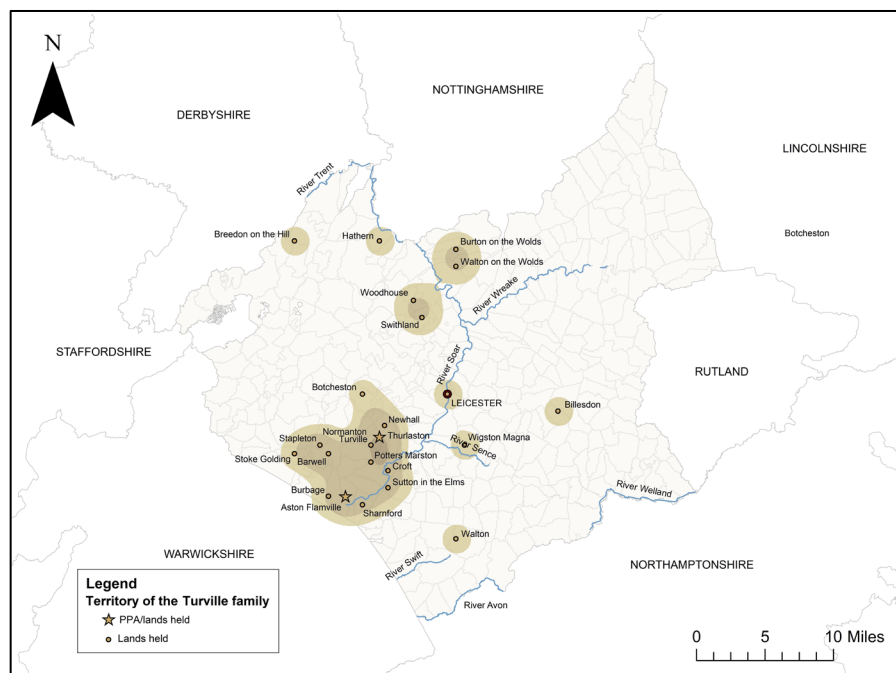 N
NOTTINGHAMSHIRE
DERBYSHIRE
LINCOLNSHIRE
River Trent
Breedon on the Hill
Hathern
Burton on the Wolds
Botcheston
Walton on the Wolds
Woodhouse
River Wreake
Swithland
STAFFORDSHIRE
River Soar
RUTLAND
Botcheston
LEICESTER
Billesdon
Newhall
Normanton
Turville
Thurlaston
Stapleton
Wigston Magna
River Sence
Stoke Golding
Barwell
Potters Marston
Croft
Sutton in the Elms
Burbage
Aston Flamville
Sharnford
River Welland
Walton
WARWICKSHIRE
River Swift
NORTHAMPTONSHIRE
River Avon
Legend
Territory of the Turville family
PPA/lands held
Lands held
0 5 10 Miles